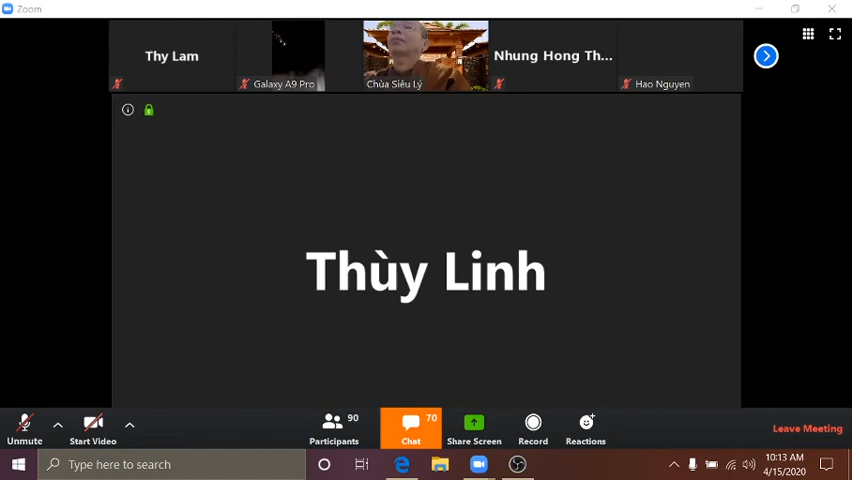 Zoom
Thy Lam
Galaxy A9 Pro
Chùa Siêu Lý
Nhung Hong Th...
Hao Nguyen
Thùy Linh
90
70
Unmute
Start Video
Participants
Chat
Share Screen
Record
Reactions
Leave Meeting
Type here to search
10:13 AM
4/15/2020